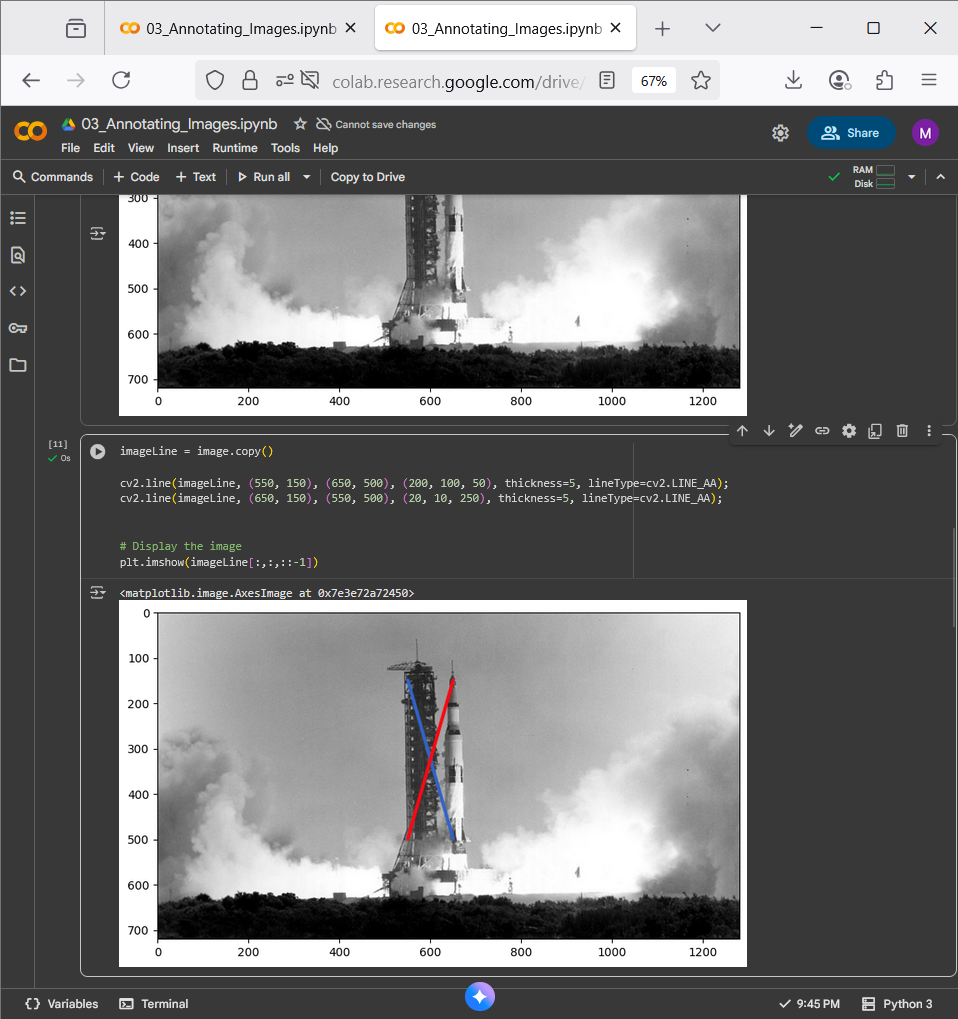 03_Annotating_Images.ipynb
03_Annotating_Images.ipynb
colab.research.google.com/drive/
67%
03_Annotating_Images.ipynb
Cannot save changes
File Edit View Insert Runtime Tools Help
Share
M
Commands + Code + Text Run all Copy to Drive
RAM
Disk
300
400
500
600
700
0 200 400 600 800 1000 1200
[11]
0s
imageLine = image.copy()
cv2.line(imageLine, (550, 150), (650, 500), (200, 100, 50), thickness=5, lineType=cv2.LINE_AA);
cv2.line(imageLine, (650, 150), (550, 500), (20, 10, 250), thickness=5, lineType=cv2.LINE_AA);
# Display the image
plt.imshow(imageLine[:,:,::-1])
<matplotlib.image.AxesImage at 0x7e3e72a72450>
0
100
200
300
400
500
600
700
0 200 400 600 800 1000 1200
Variables Terminal
9:45 PM Python 3